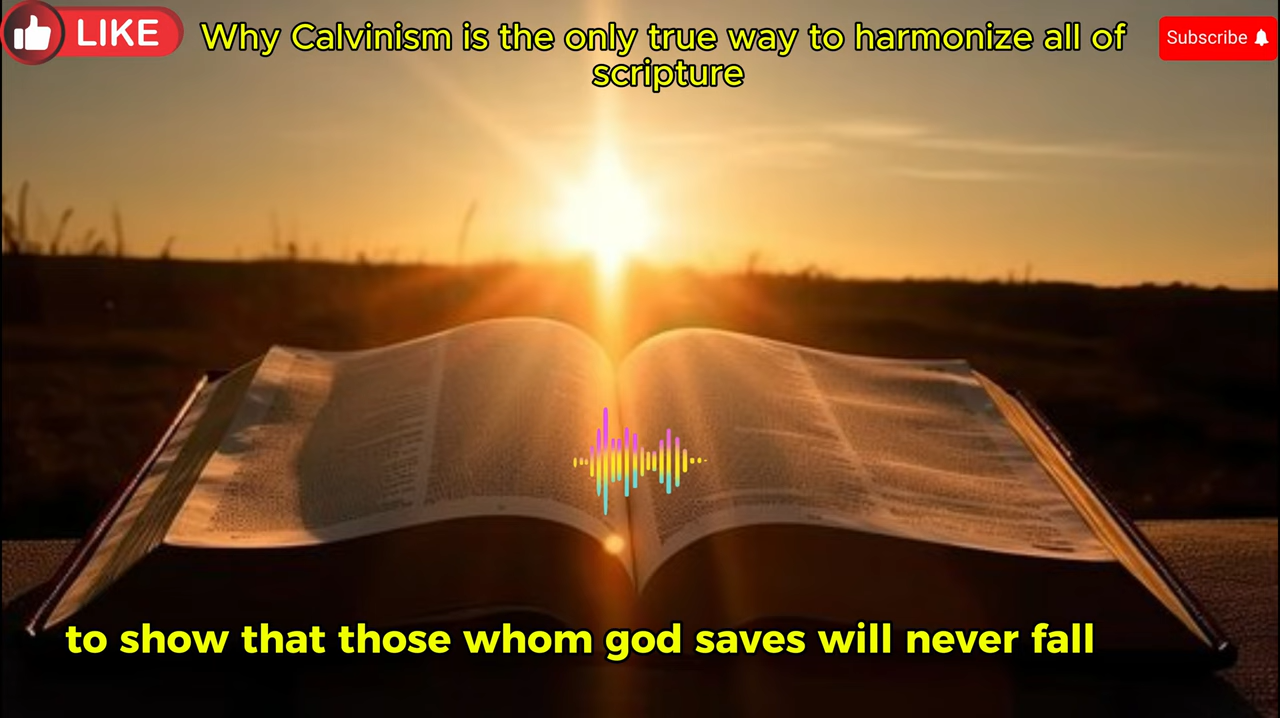 LIKE
Why Calvinism is the only true way to harmonize all of
scripture
Subscribe
to show that those whom god saves will never fall